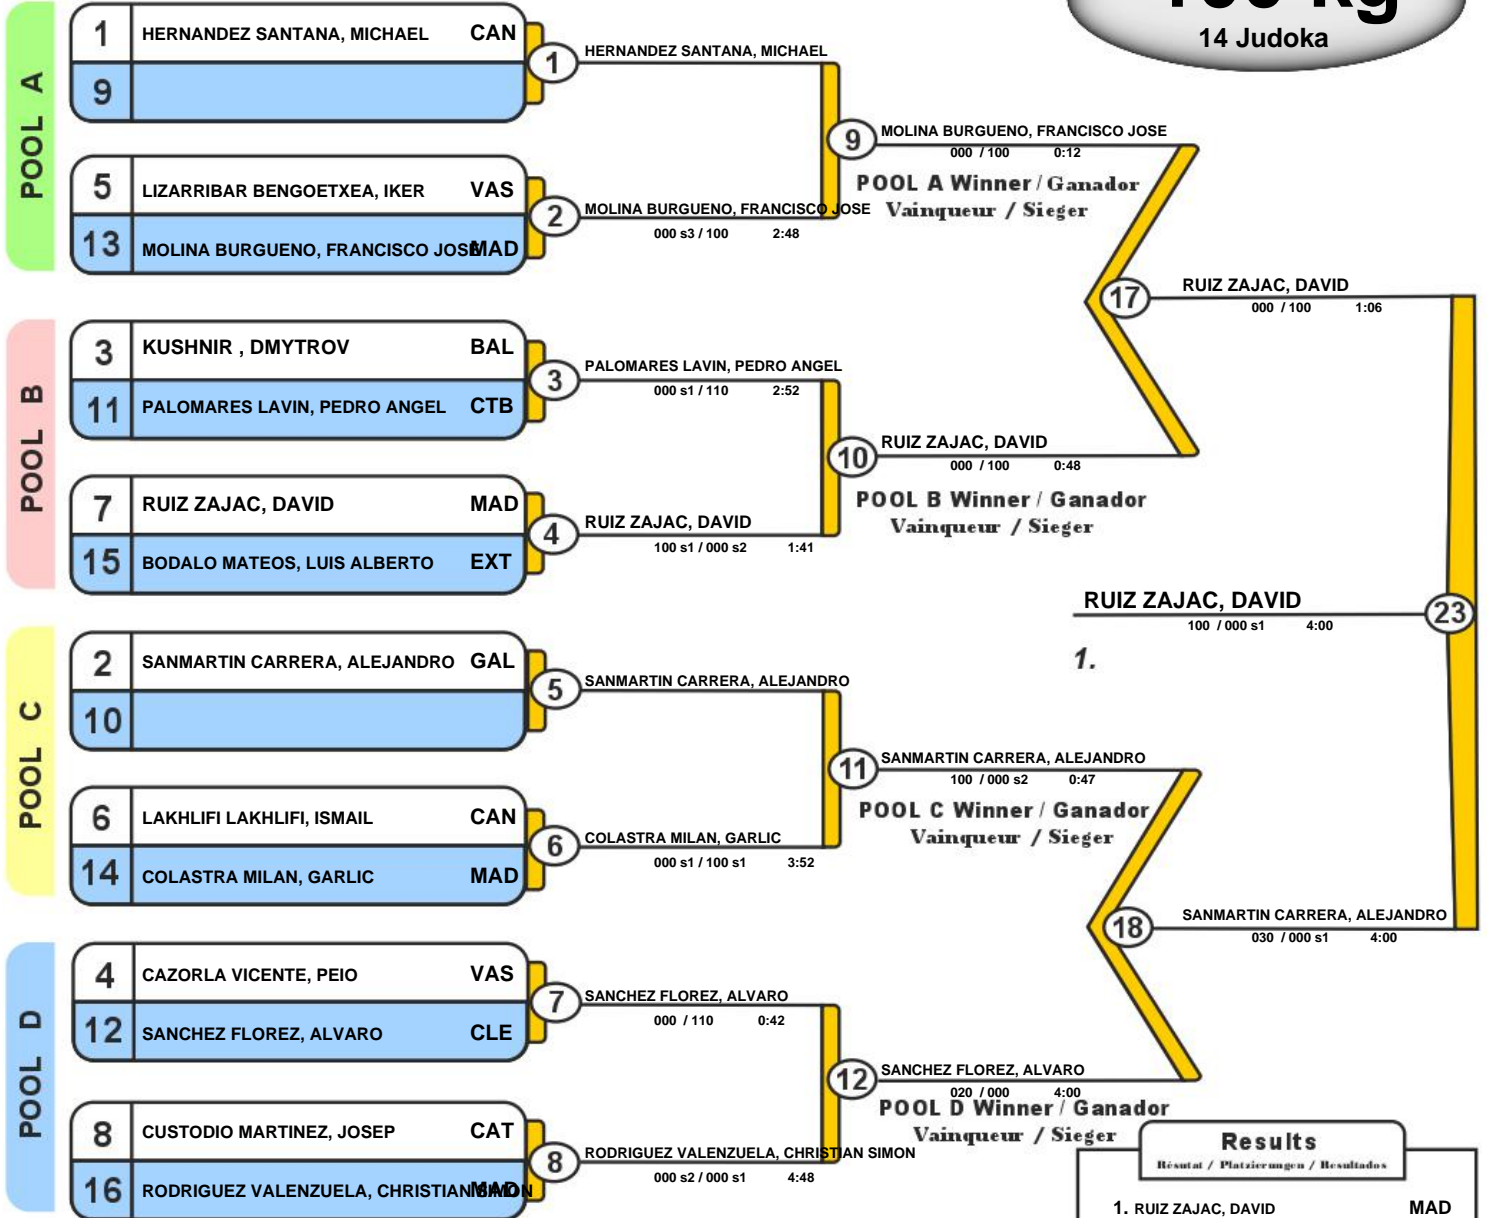 14 Judoka
POOL A
1 HERNANDEZ SANTANA, MICHAEL CAN
9
1
HERNANDEZ SANTANA, MICHAEL
5 LIZARRIBAR BENGOETXEA, IKER VAS
13 MOLINA BURGUENO, FRANCISCO JOSE MAD
2
MOLINA BURGUENO, FRANCISCO JOSE
000 s3 / 100 2:48
9
MOLINA BURGUENO, FRANCISCO JOSE
000 / 100 0:12
POOL A Winner / Ganador
Vainqueur / Sieger
POOL B
3 KUSHNIR , DMYTROV BAL
11 PALOMARES LAVIN, PEDRO ANGEL CTB
3
PALOMARES LAVIN, PEDRO ANGEL
000 s1 / 110 2:52
7 RUIZ ZAJAC, DAVID MAD
15 BODALO MATEOS, LUIS ALBERTO EXT
4
RUIZ ZAJAC, DAVID
100 s1 / 000 s2 1:41
10
RUIZ ZAJAC, DAVID
000 / 100 0:48
POOL B Winner / Ganador
Vainqueur / Sieger
17
RUIZ ZAJAC, DAVID
000 / 100 1:06
POOL C
2 SANMARTIN CARRERA, ALEJANDRO GAL
10
5
SANMARTIN CARRERA, ALEJANDRO
6 LAKHLIFI LAKHLIFI, ISMAIL CAN
14 COLASTRA MILAN, GARLIC MAD
6
COLASTRA MILAN, GARLIC
000 s1 / 100 s1 3:52
11
SANMARTIN CARRERA, ALEJANDRO
100 / 000 s2 0:47
POOL C Winner / Ganador
Vainqueur / Sieger
POOL D
4 CAZORLA VICENTE, PEIO VAS
12 SANCHEZ FLOREZ, ALVARO CLE
7
SANCHEZ FLOREZ, ALVARO
000 / 110 0:42
8 CUSTODIO MARTINEZ, JOSEP CAT
16 RODRIGUEZ VALENZUELA, CHRISTIAN SIMON MAD
8
RODRIGUEZ VALENZUELA, CHRISTIAN SIMON
000 s2 / 000 s1 4:48
12
SANCHEZ FLOREZ, ALVARO
020 / 000 4:00
POOL D Winner / Ganador
Vainqueur / Sieger
18
SANMARTIN CARRERA, ALEJANDRO
030 / 000 s1 4:00
23
RUIZ ZAJAC, DAVID
100 / 000 s1 4:00
1.
Results
Résutat / Platzierungen / Resultados
1. RUIZ ZAJAC, DAVID MAD